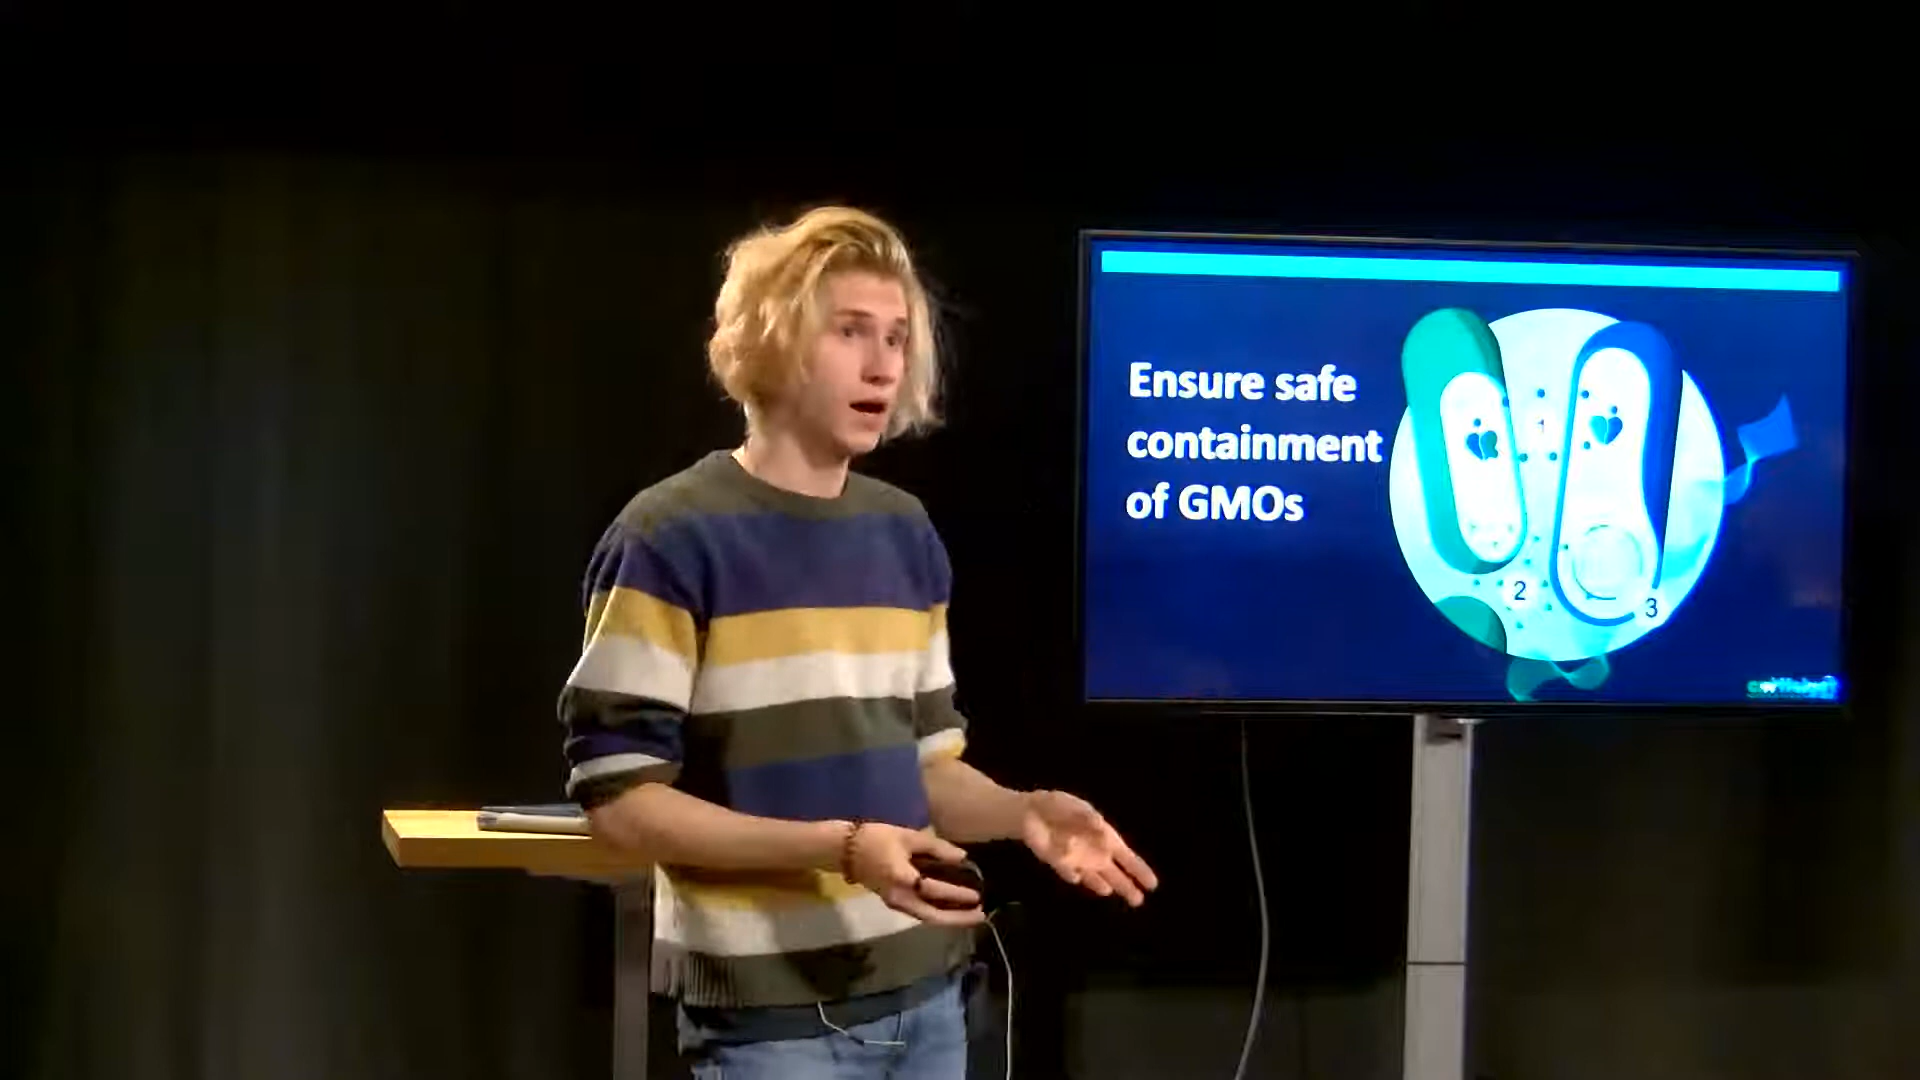 Ensure safe
containment
of GMOs
1
2
3